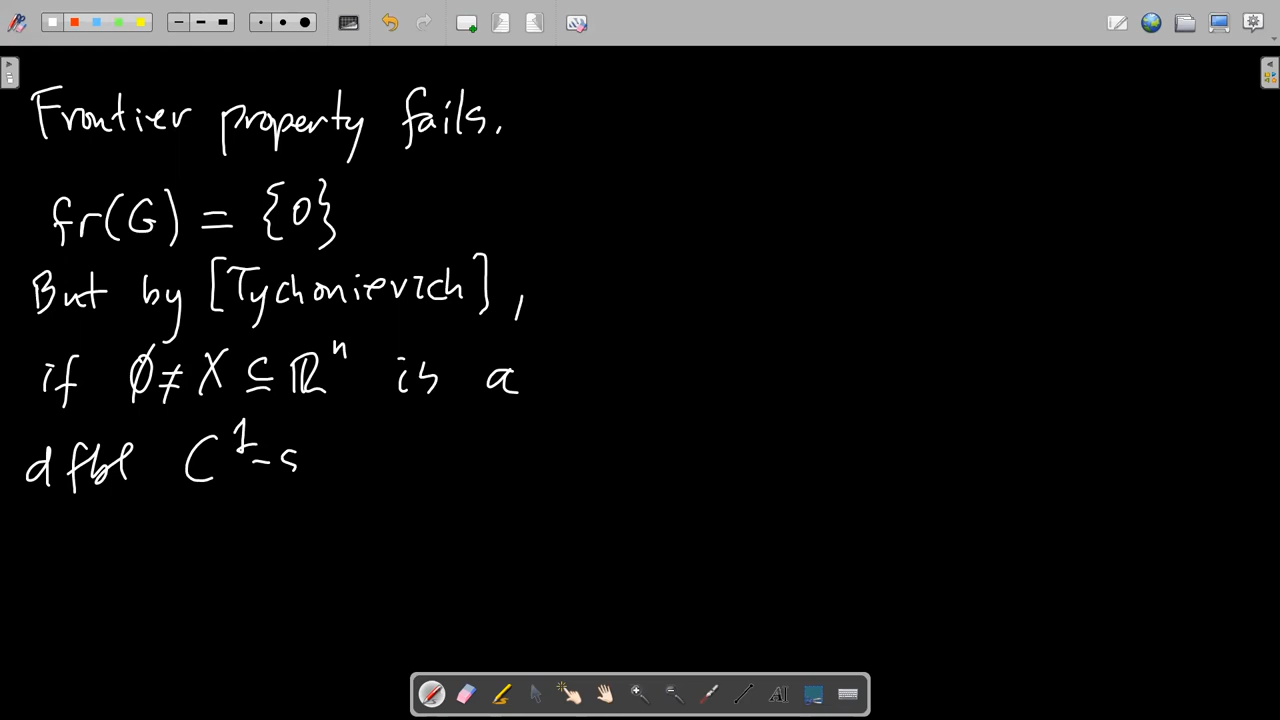 Frontier property fails.
fr(G) = {0}
But by [Tychonievich],
if ∅≠X⊆ℝⁿ is a
dfbl C¹-s